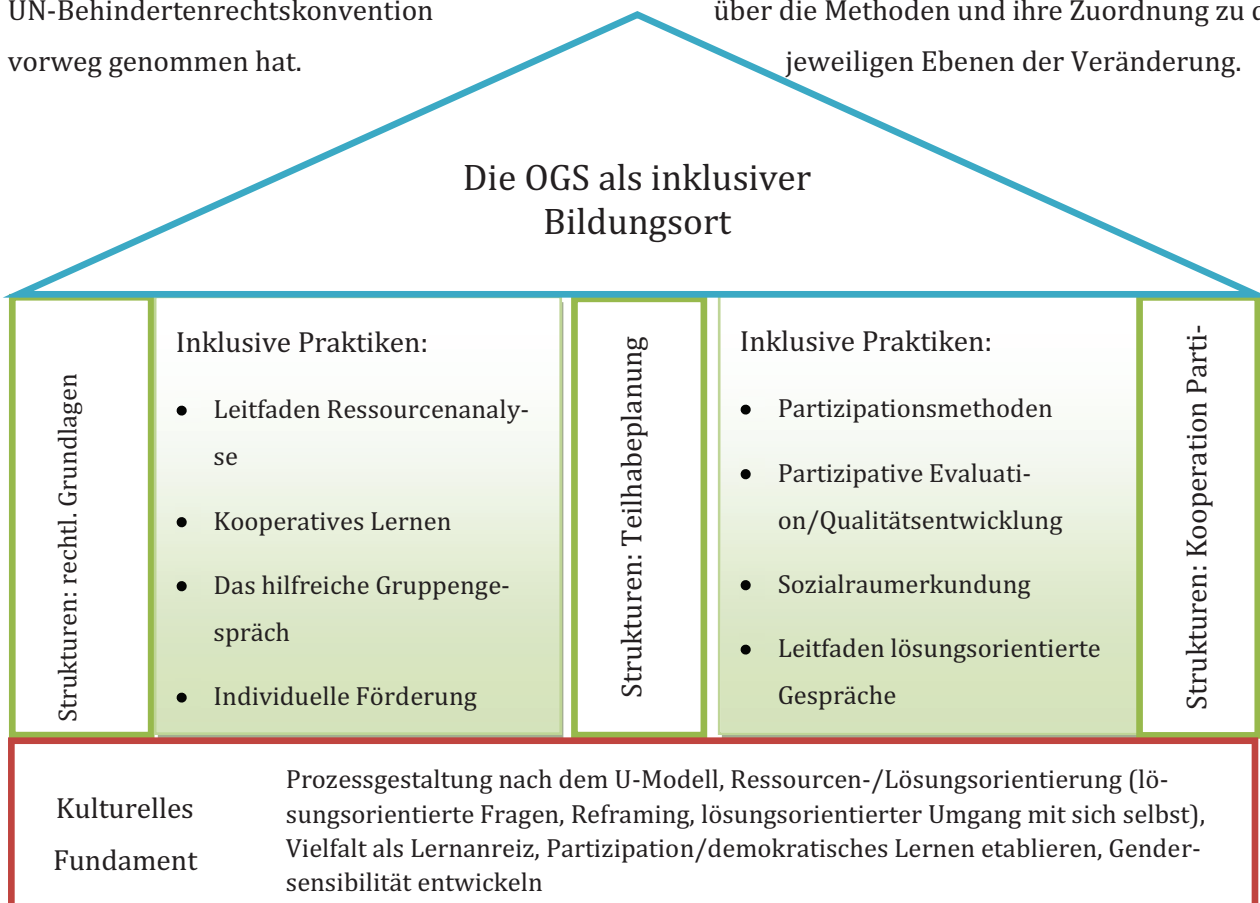 UN-Behindertenrechtskonvention
vorweg genommen hat.
über die Methoden und ihre Zuordnung zu
jeweiligen Ebenen der Veränderung.
Die OGS als inklusiver
Bildungsort
Strukturen: rechtl. Grundlagen
Inklusive Praktiken:
• Leitfaden Ressourcenanaly-
se
• Kooperatives Lernen
• Das hilfreiche Gruppenge-
spräch
• Individuelle Förderung
Strukturen: Teilhabeplanung
Inklusive Praktiken:
• Partizipationsmethoden
• Partizipative Evaluati-
on/Qualitätsentwicklung
• Sozialraumerkundung
• Leitfaden lösungsorientierte
Gespräche
Strukturen: Kooperation Parti-
Kulturelles
Fundament
Prozessgestaltung nach dem U-Modell, Ressourcen-/Lösungsorientierung (lö-
sungsorientierte Fragen, Reframing, lösungsorientierter Umgang mit sich selbst),
Vielfalt als Lernanreiz, Partizipation/demokratisches Lernen etablieren, Gender-
sensibilität entwickeln